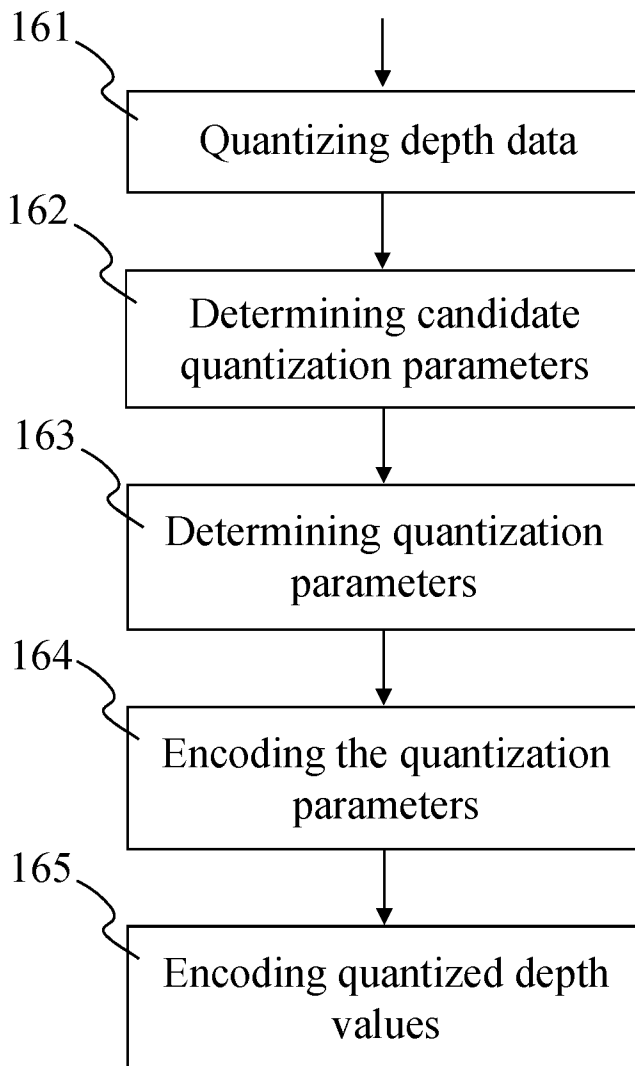 161
Quantizing depth data
162
Determining candidate
quantization parameters
163
Determining quantization
parameters
164
Encoding the quantization
parameters
165
Encoding quantized depth
values